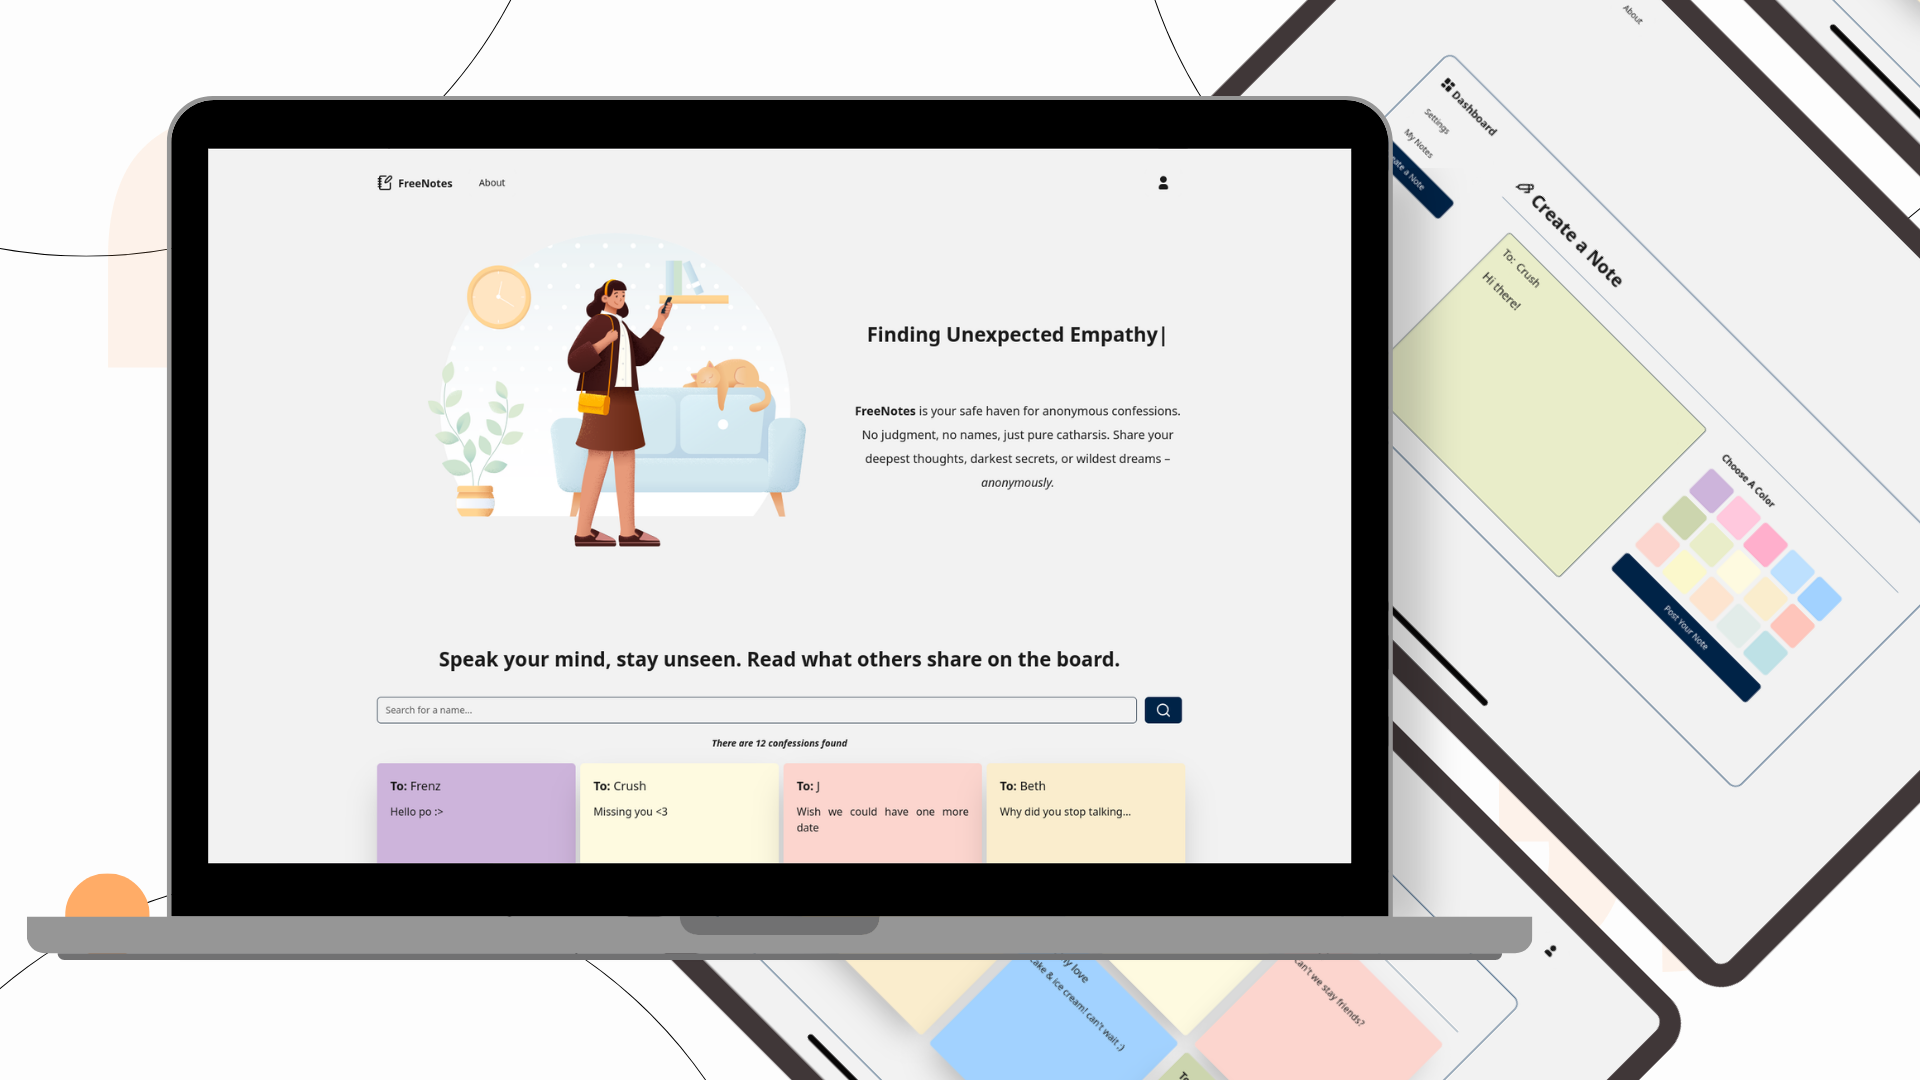 FreeNotes
About
Finding Unexpected Empathy|
FreeNotes is your safe haven for anonymous confessions.
No judgment, no names, just pure catharsis. Share your
deepest thoughts, darkest secrets, or wildest dreams –
anonymously.
Speak your mind, stay unseen. Read what others share on the board.
Search for a name...
There are 12 confessions found
To: Frenz
Hello po :>
To: Crush
Missing you <3
To: J
Wish we could have one more
date
To: Beth
Why did you stop talking...
About
Dashboard
Settings
My Notes
a Note
Create a Note
To: Crush
Hi there!
Choose A Color
Post Your Note
love
& ice cream! can't wait ;)
can't we stay friends?
To